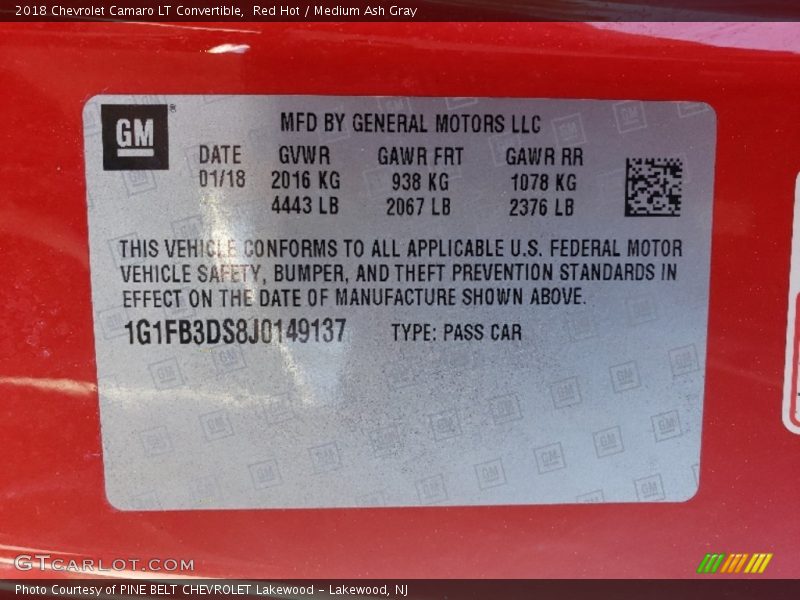 2018 Chevrolet Camaro LT Convertible,  Red Hot / Medium Ash Gray
GM®
MFD BY GENERAL MOTORS LLC
DATE GVWR GAWR FRT GAWR RR
01/18 2016 KG 938 KG 1078 KG
4443 LB 2067 LB 2376 LB
THIS VEHICLE CONFORMS TO ALL APPLICABLE U.S. FEDERAL MOTOR
VEHICLE SAFETY, BUMPER, AND THEFT PREVENTION STANDARDS IN
EFFECT ON THE DATE OF MANUFACTURE SHOWN ABOVE.
1G1FB3DS8J0149137 TYPE: PASS CAR
GTCARLOT.COM
Photo Courtesy of PINE BELT CHEVROLET Lakewood - Lakewood, NJ